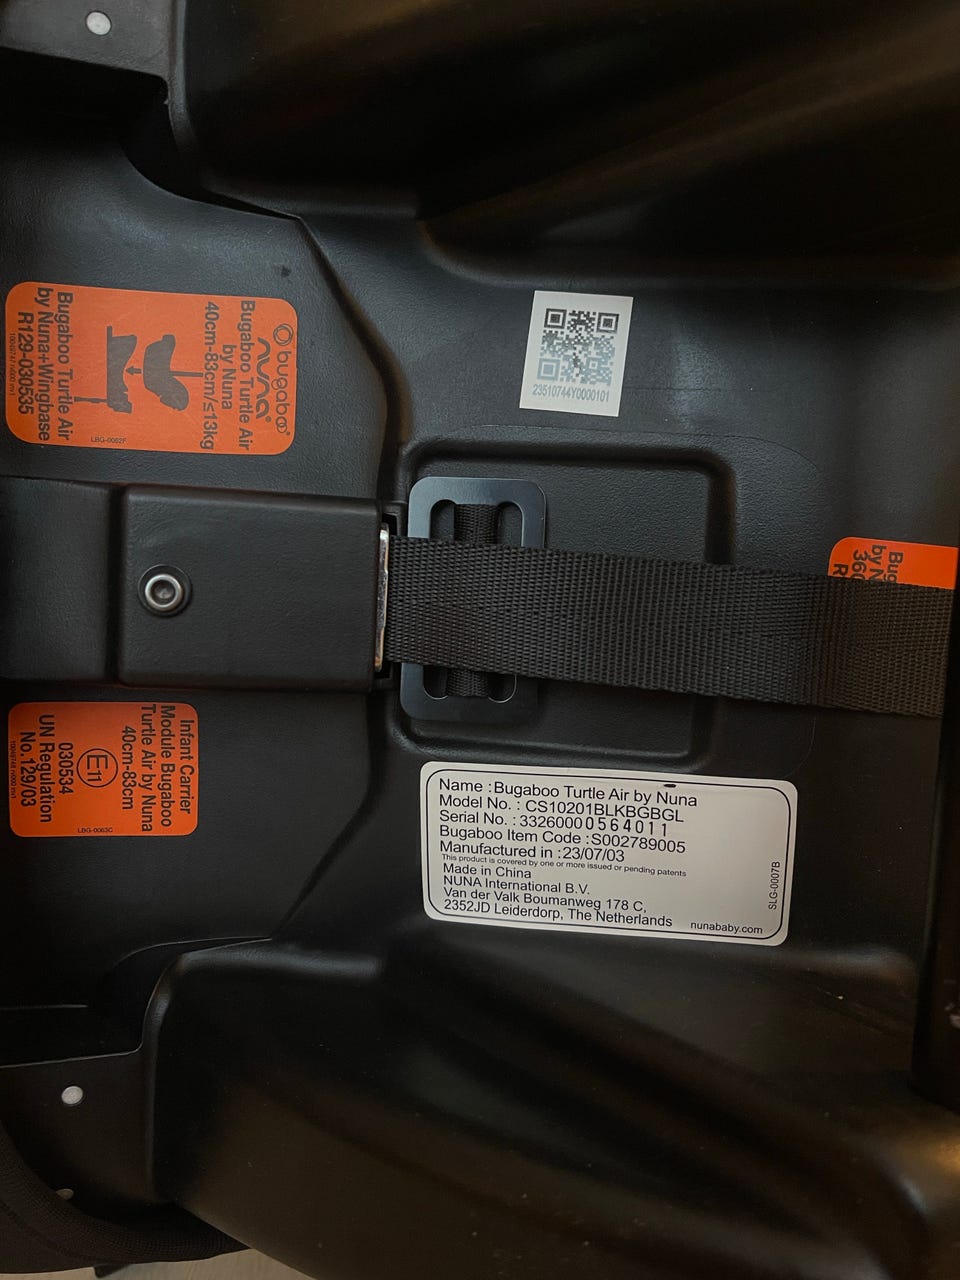 bugaboo®
nuna®
Bugaboo Turtle Air
by Nuna
40cm-83cm/≤13kg
Bugaboo Turtle Air
by Nuna+Wingbase
R129-030535
LBG-0062F
23510744Y0000101
Bug
by Nu
360
R
Infant Carrier
Module Bugaboo
Turtle Air by Nuna
40cm-83cm
E11
030534
UN Regulation
No.129/03
LBG-0063C
Name :Bugaboo Turtle Air by Nuna
Model No. : CS10201BLKBGBGL
Serial No. : 33260000564011
Bugaboo Item Code : S002789005
Manufactured in :23/07/03
This product is covered by one or more issued or pending patents
Made in China
NUNA International B.V.
Van der Valk Boumanweg 178 C,
2352JD Leiderdorp, The Netherlands
nunababy.com
SLG-0007B